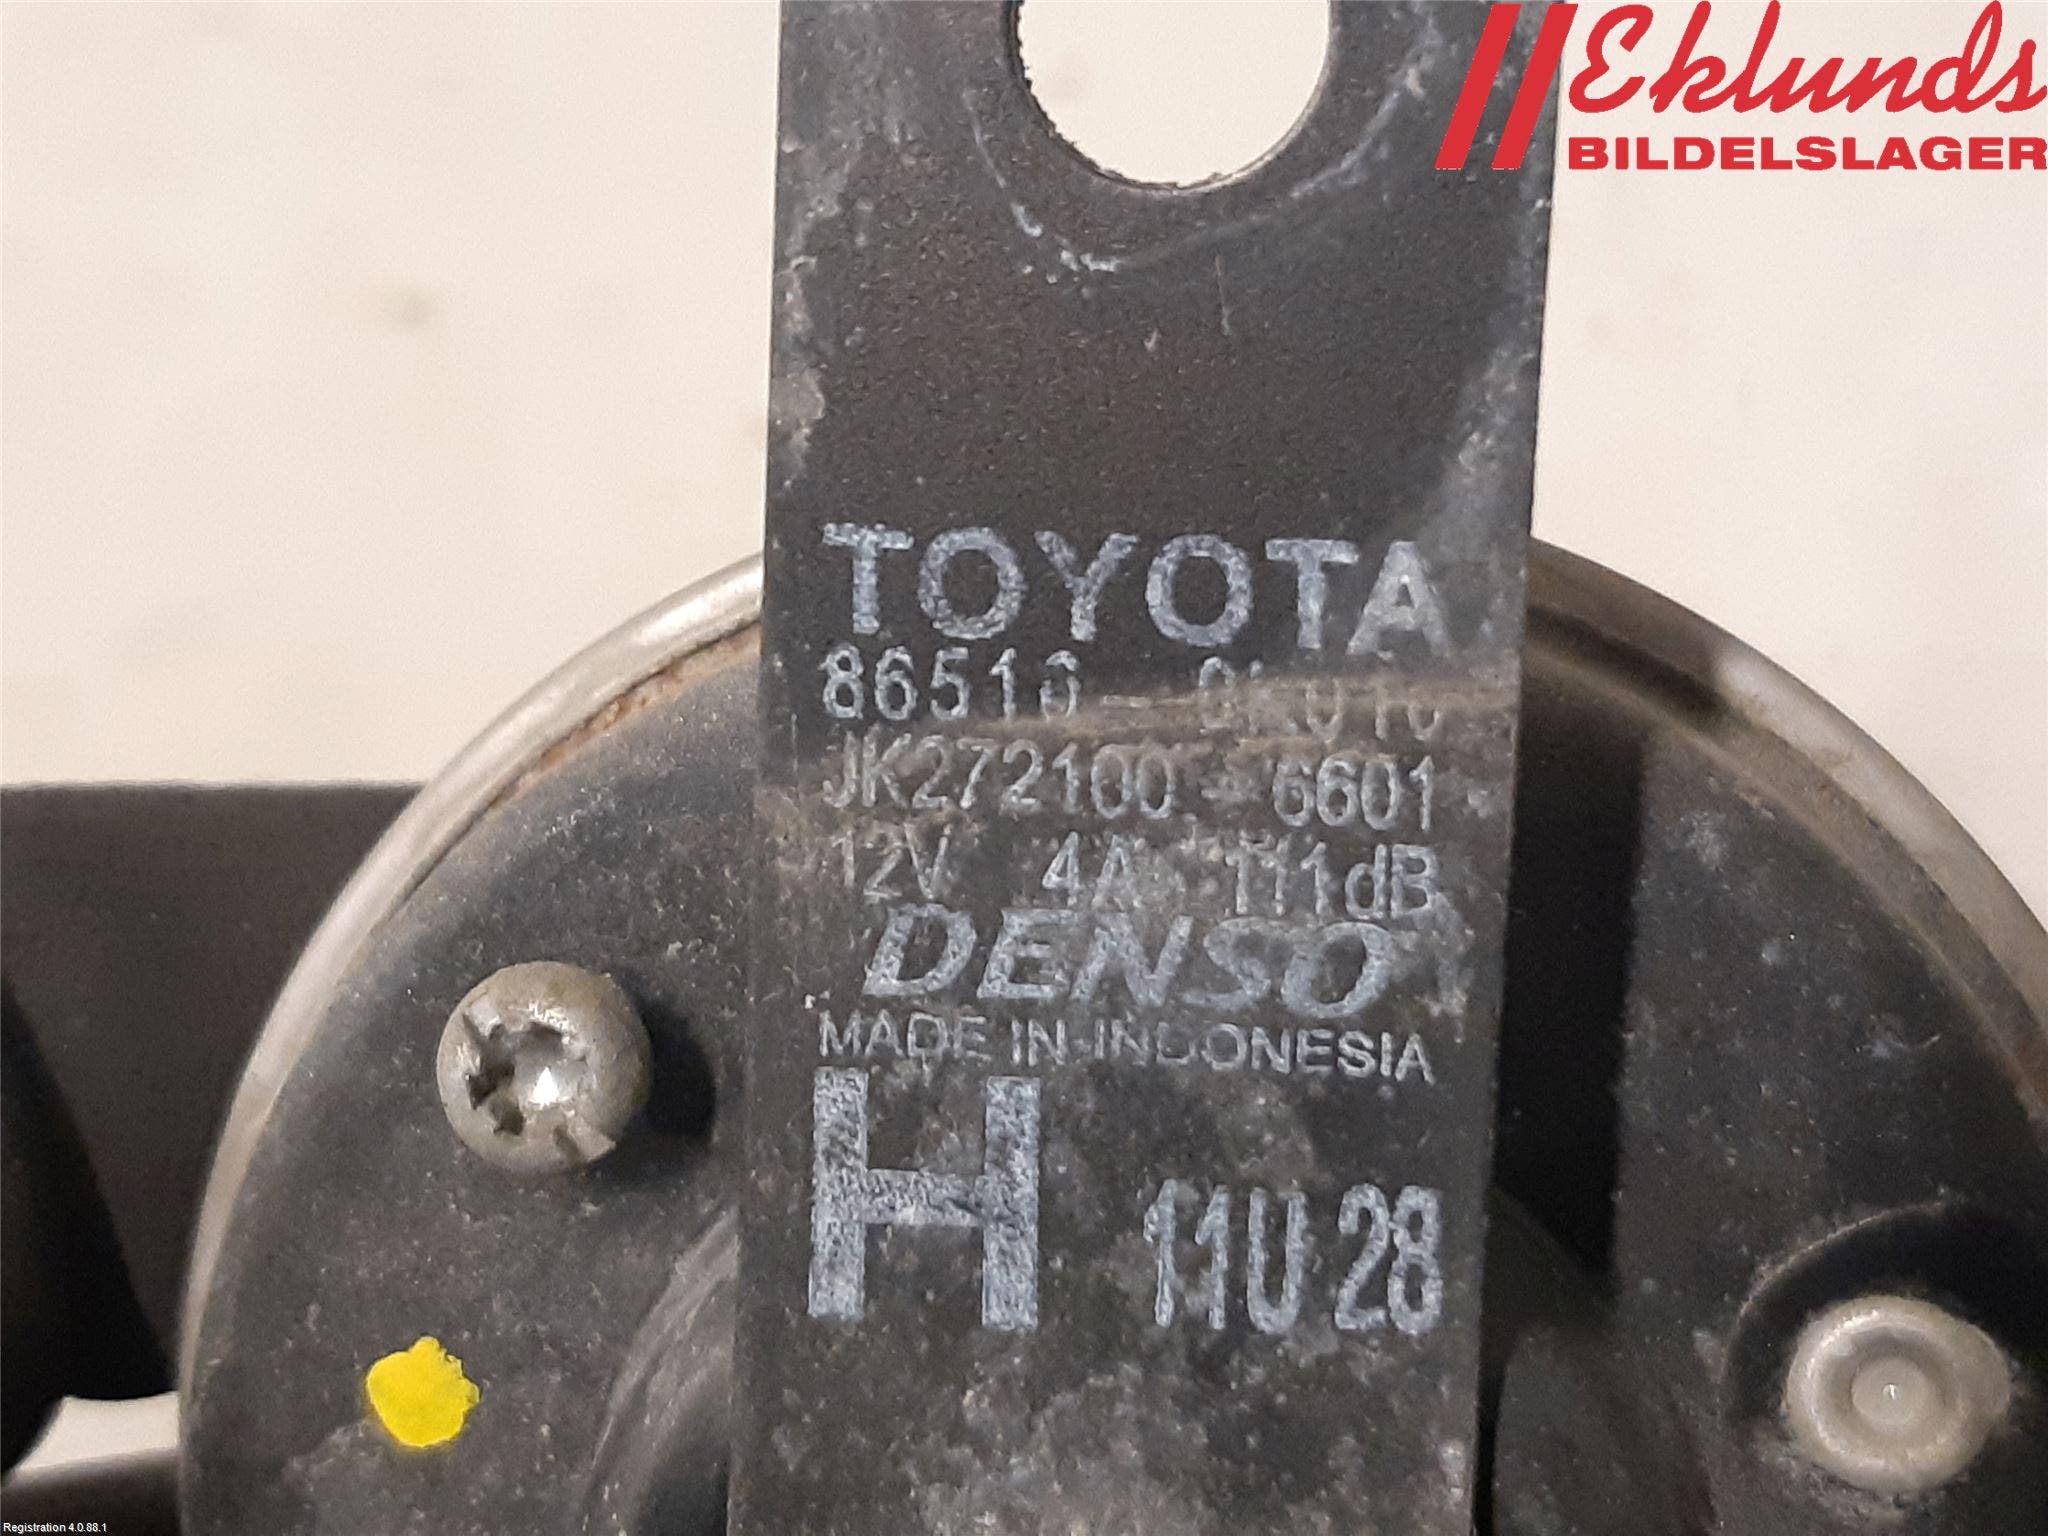 Eklunds
BILDELSLAGER
TOYOTA
86510
JK272100 - 6601
12V 4A 111dB
DENSO
MADE IN INDONESIA
H 11U 28
Registration 4.0.88.1